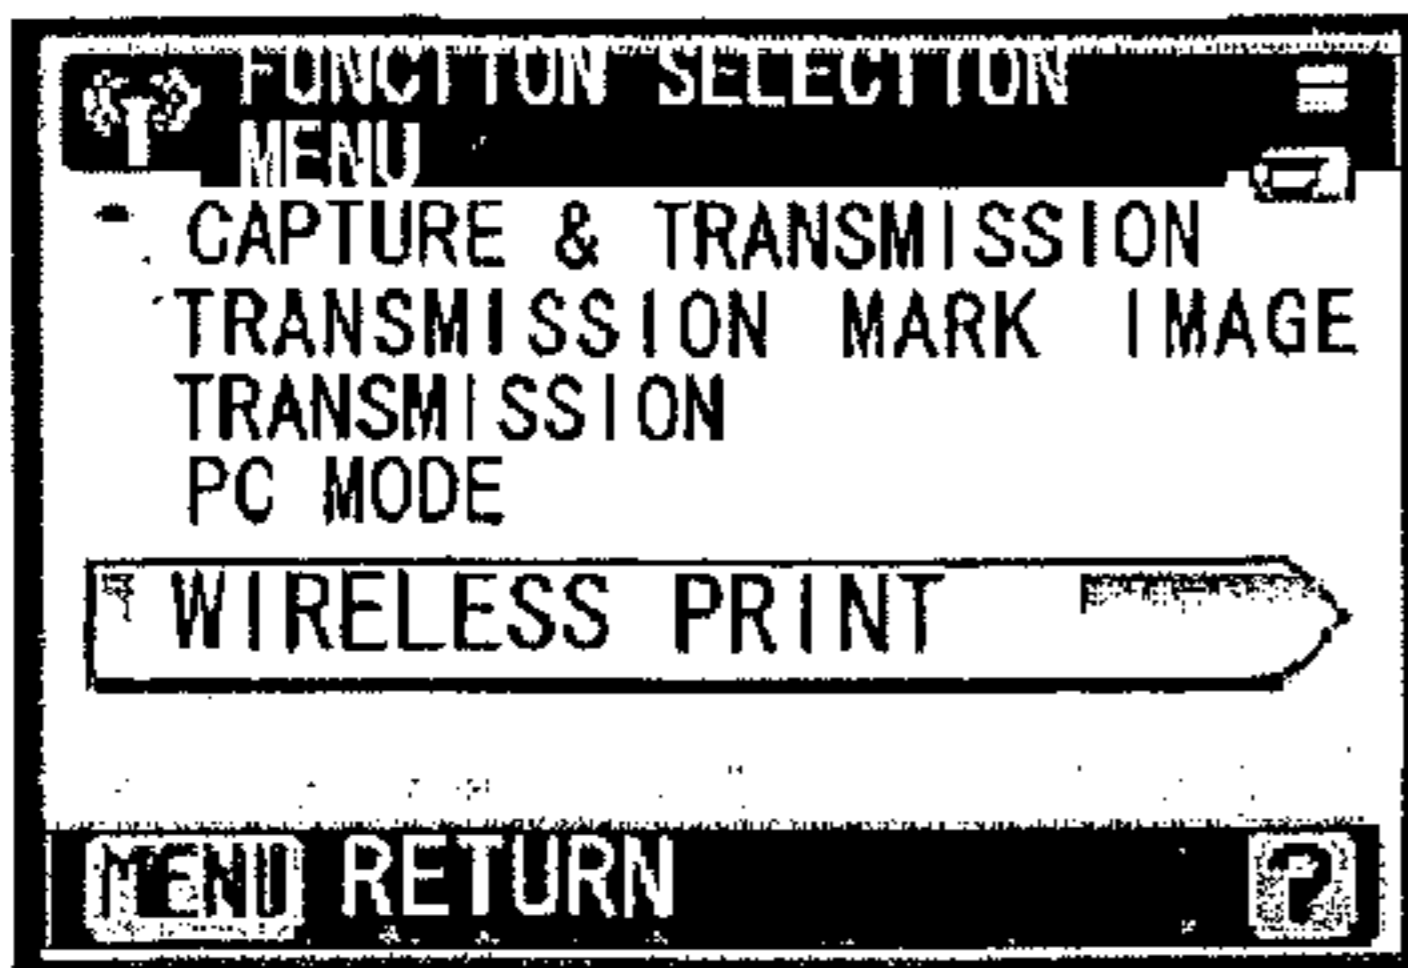 FUNCTION SELECTION
MENU
CAPTURE & TRANSMISSION
TRANSMISSION MARK IMAGE
TRANSMISSION
PC MODE
WIRELESS PRINT
MENU RETURN
?